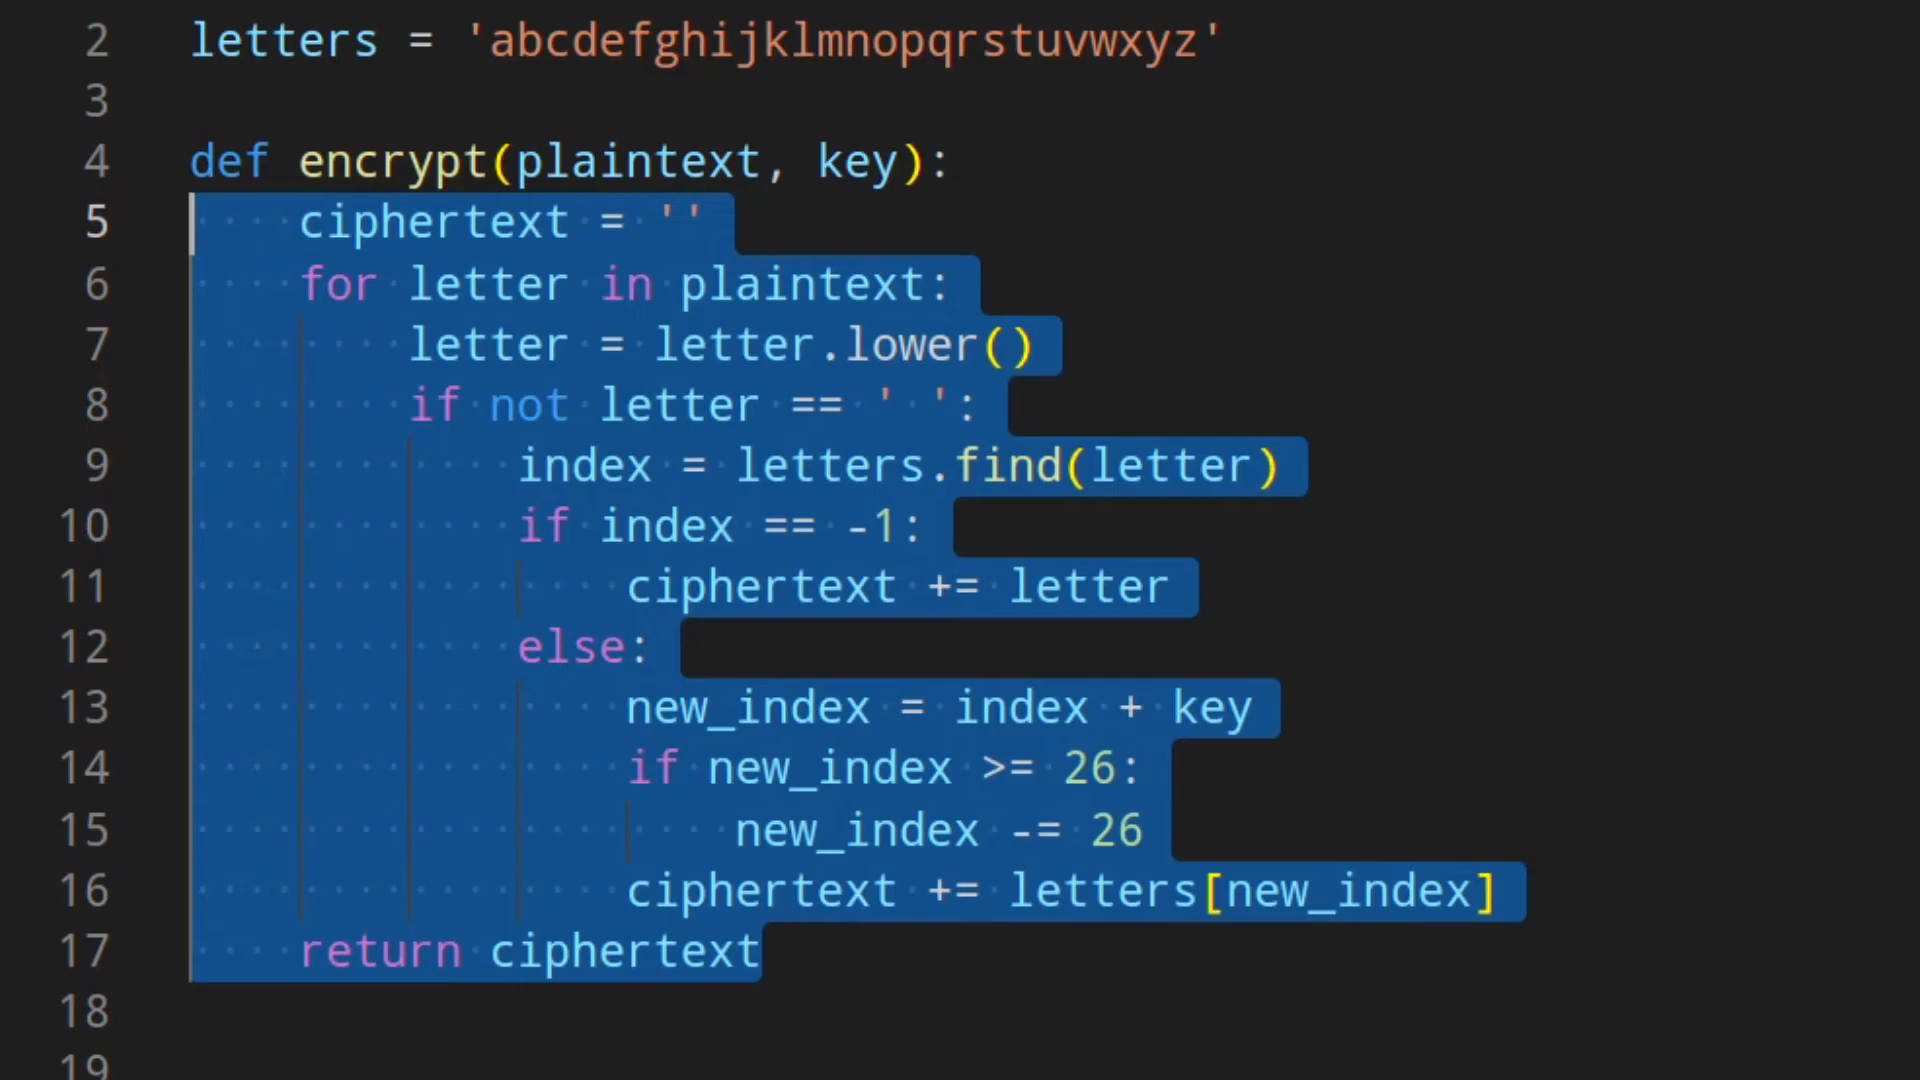 2 letters = 'abcdefghijklmnopqrstuvwxyz'
3
4 def encrypt(plaintext, key):
5     ciphertext = ''
6     for letter in plaintext:
7         letter = letter.lower()
8         if not letter == ' ':
9             index = letters.find(letter)
10             if index == -1:
11                 ciphertext += letter
12             else:
13                 new_index = index + key
14                 if new_index >= 26:
15                     new_index -= 26
16                 ciphertext += letters[new_index]
17     return ciphertext
18
19